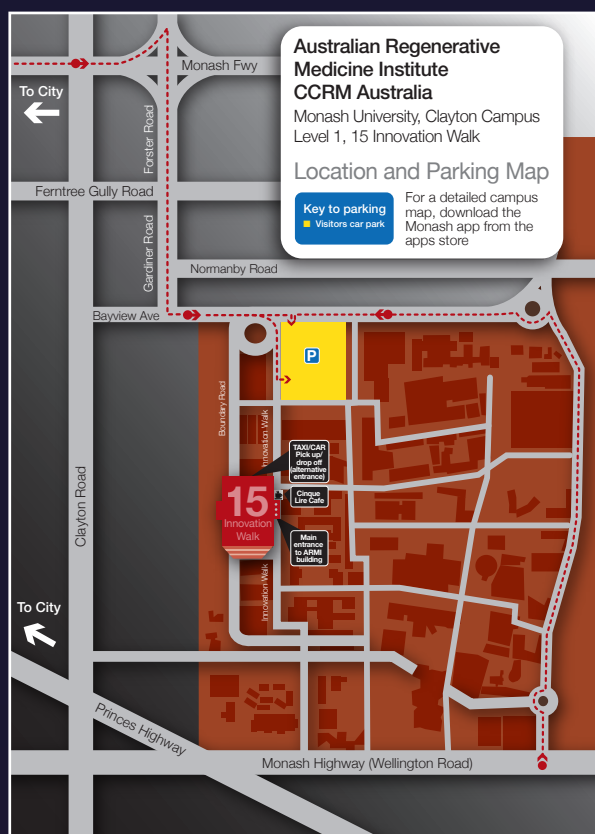 Australian Regenerative
Medicine Institute
CCRM Australia
Monash University, Clayton Campus
Level 1, 15 Innovation Walk
Location and Parking Map
Key to parking
Visitors car park
For a detailed campus
map, download the
Monash app from the
apps store
Monash Fwy
To City
Forster Road
Ferntree Gully Road
Gardiner Road
Normanby Road
Bayview Ave
P
Boundary Road
Innovation Walk
TAXI/CAR
Pick up/
drop off
(alternative
entrance)
Clayton Road
15
Innovation
Walk
Cinque
Lire Cafe
Main
entrance
to ARMI
building
Innovation Walk
To City
Princes Highway
Monash Highway (Wellington Road)